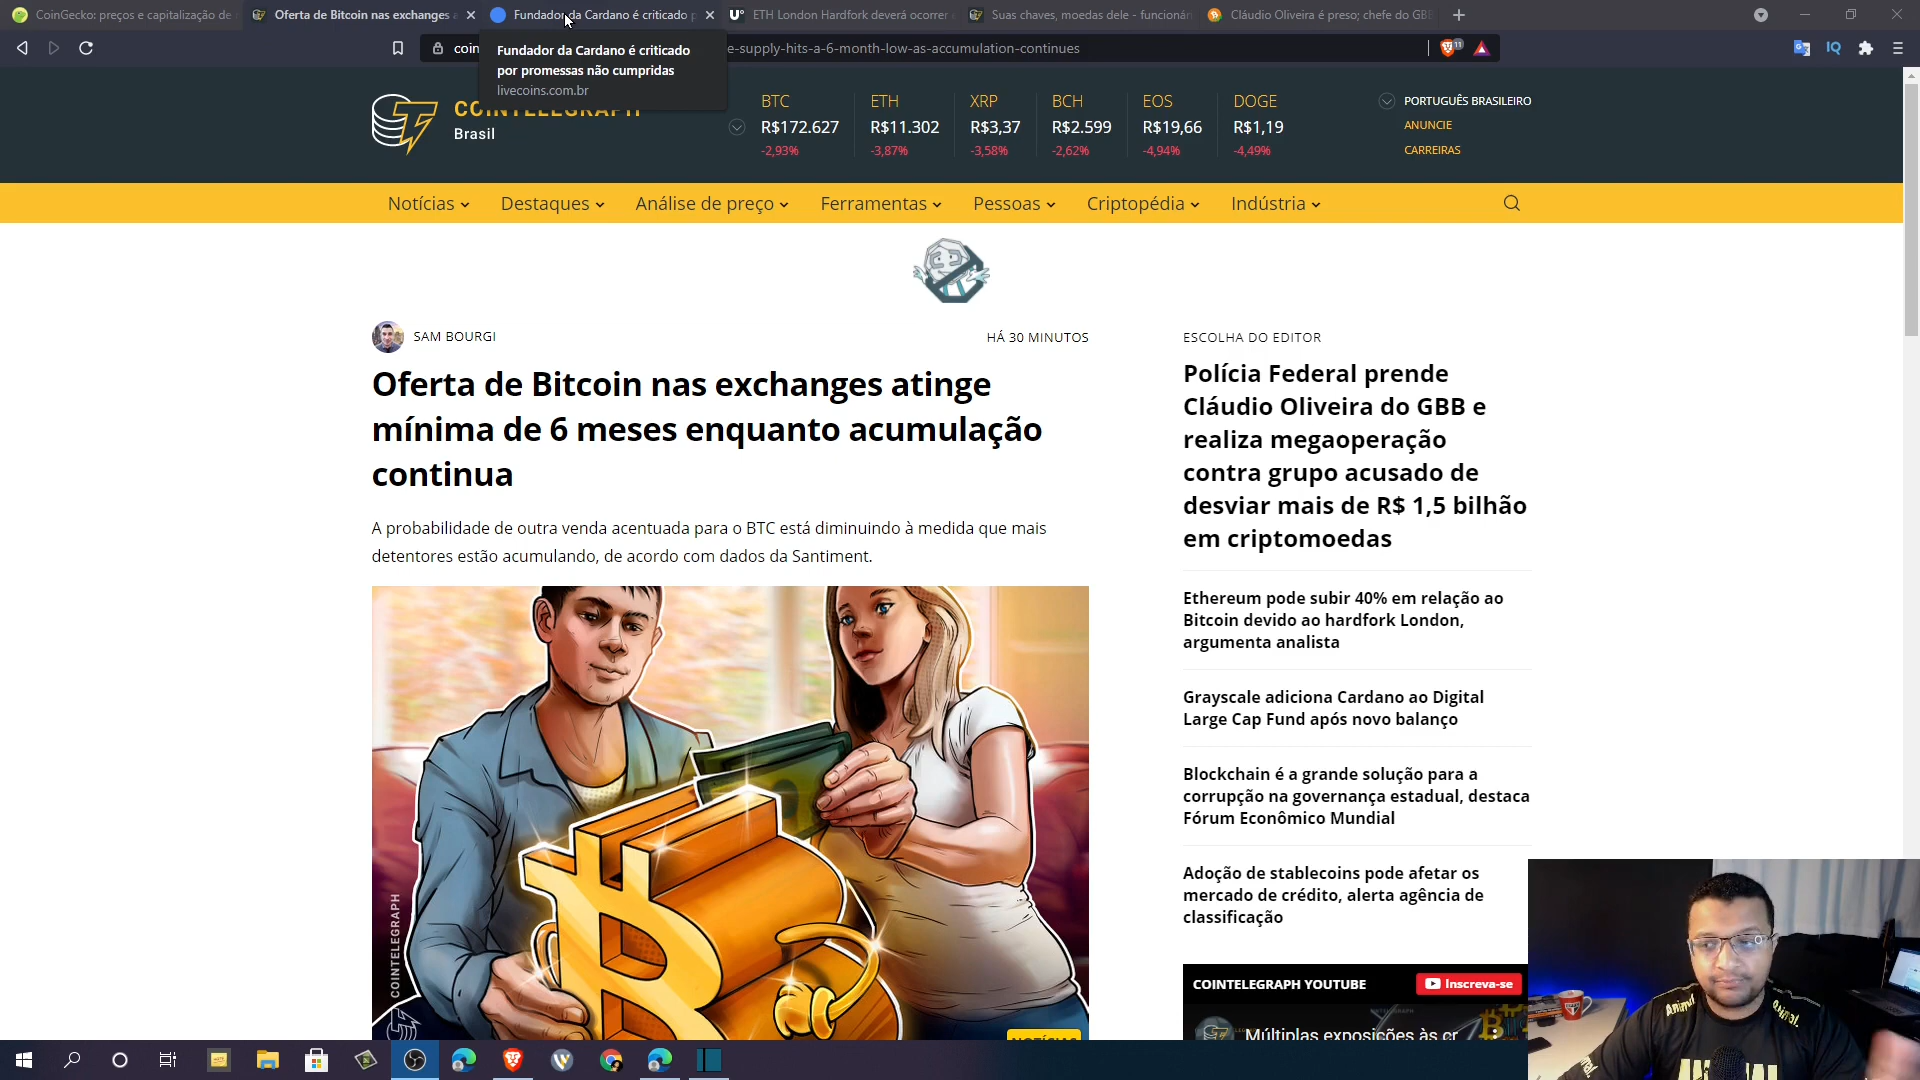 CoinGecko: preços e capitalização de
Oferta de Bitcoin nas exchanges a
Fundador da Cardano é criticado p
ETH London Hardfork deverá ocorrer
Suas chaves, moedas dele - funcionár
Cláudio Oliveira é preso; chefe do GBB
coin
e-supply-hits-a-6-month-low-as-accumulation-continues
11
IQ
Fundador da Cardano é criticado
por promessas não cumpridas
livecoins.com.br
COINTELEGRAPH
Brasil
BTC
R$172.627
-2,93%
ETH
R$11.302
-3,87%
XRP
R$3,37
-3,58%
BCH
R$2.599
-2,62%
EOS
R$19,66
-4,94%
DOGE
R$1,19
-4,49%
PORTUGUÊS BRASILEIRO
ANUNCIE
CARREIRAS
Notícias
Destaques
Análise de preço
Ferramentas
Pessoas
Criptopédia
Indústria
SAM BOURGI
HÁ 30 MINUTOS
Oferta de Bitcoin nas exchanges atinge
mínima de 6 meses enquanto acumulação
continua
A probabilidade de outra venda acentuada para o BTC está diminuindo à medida que mais
detentores estão acumulando, de acordo com dados da Santiment.
COINTELEGRAPH
NOTÍCIAS
ESCOLHA DO EDITOR
Polícia Federal prende
Cláudio Oliveira do GBB e
realiza megaoperação
contra grupo acusado de
desviar mais de R$ 1,5 bilhão
em criptomoedas
Ethereum pode subir 40% em relação ao
Bitcoin devido ao hardfork London,
argumenta analista
Grayscale adiciona Cardano ao Digital
Large Cap Fund após novo balanço
Blockchain é a grande solução para a
corrupção na governança estadual, destaca
Fórum Econômico Mundial
Adoção de stablecoins pode afetar os
mercado de crédito, alerta agência de
classificação
COINTELEGRAPH YOUTUBE
Inscreva-se
Múltiplas exposições às cr
Animal